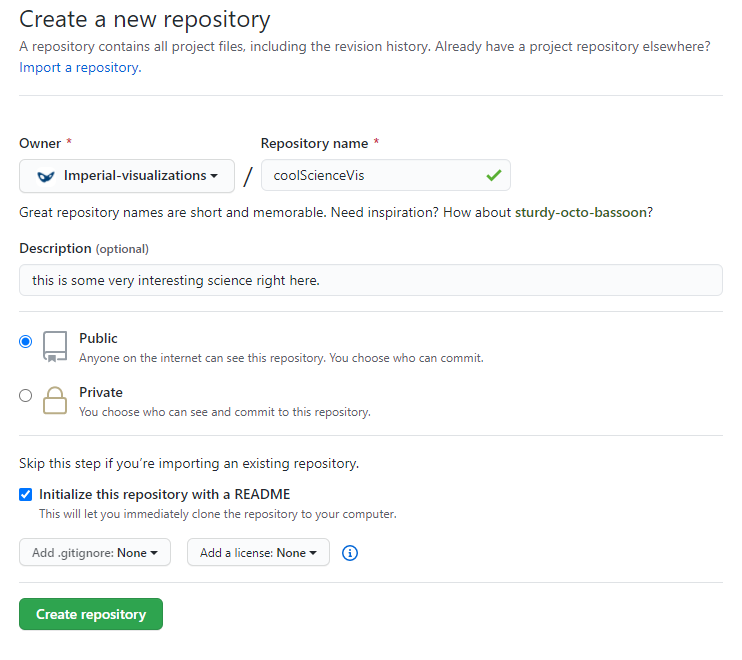 Create a new repository
A repository contains all project files, including the revision history. Already have a project repository elsewhere?
Import a repository.
Owner * Repository name *
Imperial-visualizations / coolScienceVis
Great repository names are short and memorable. Need inspiration? How about sturdy-octo-bassoon?
Description (optional)
this is some very interesting science right here.
Public
Anyone on the internet can see this repository. You choose who can commit.
Private
You choose who can see and commit to this repository.
Skip this step if you’re importing an existing repository.
Initialize this repository with a README
This will let you immediately clone the repository to your computer.
Add .gitignore: None Add a license: None
Create repository